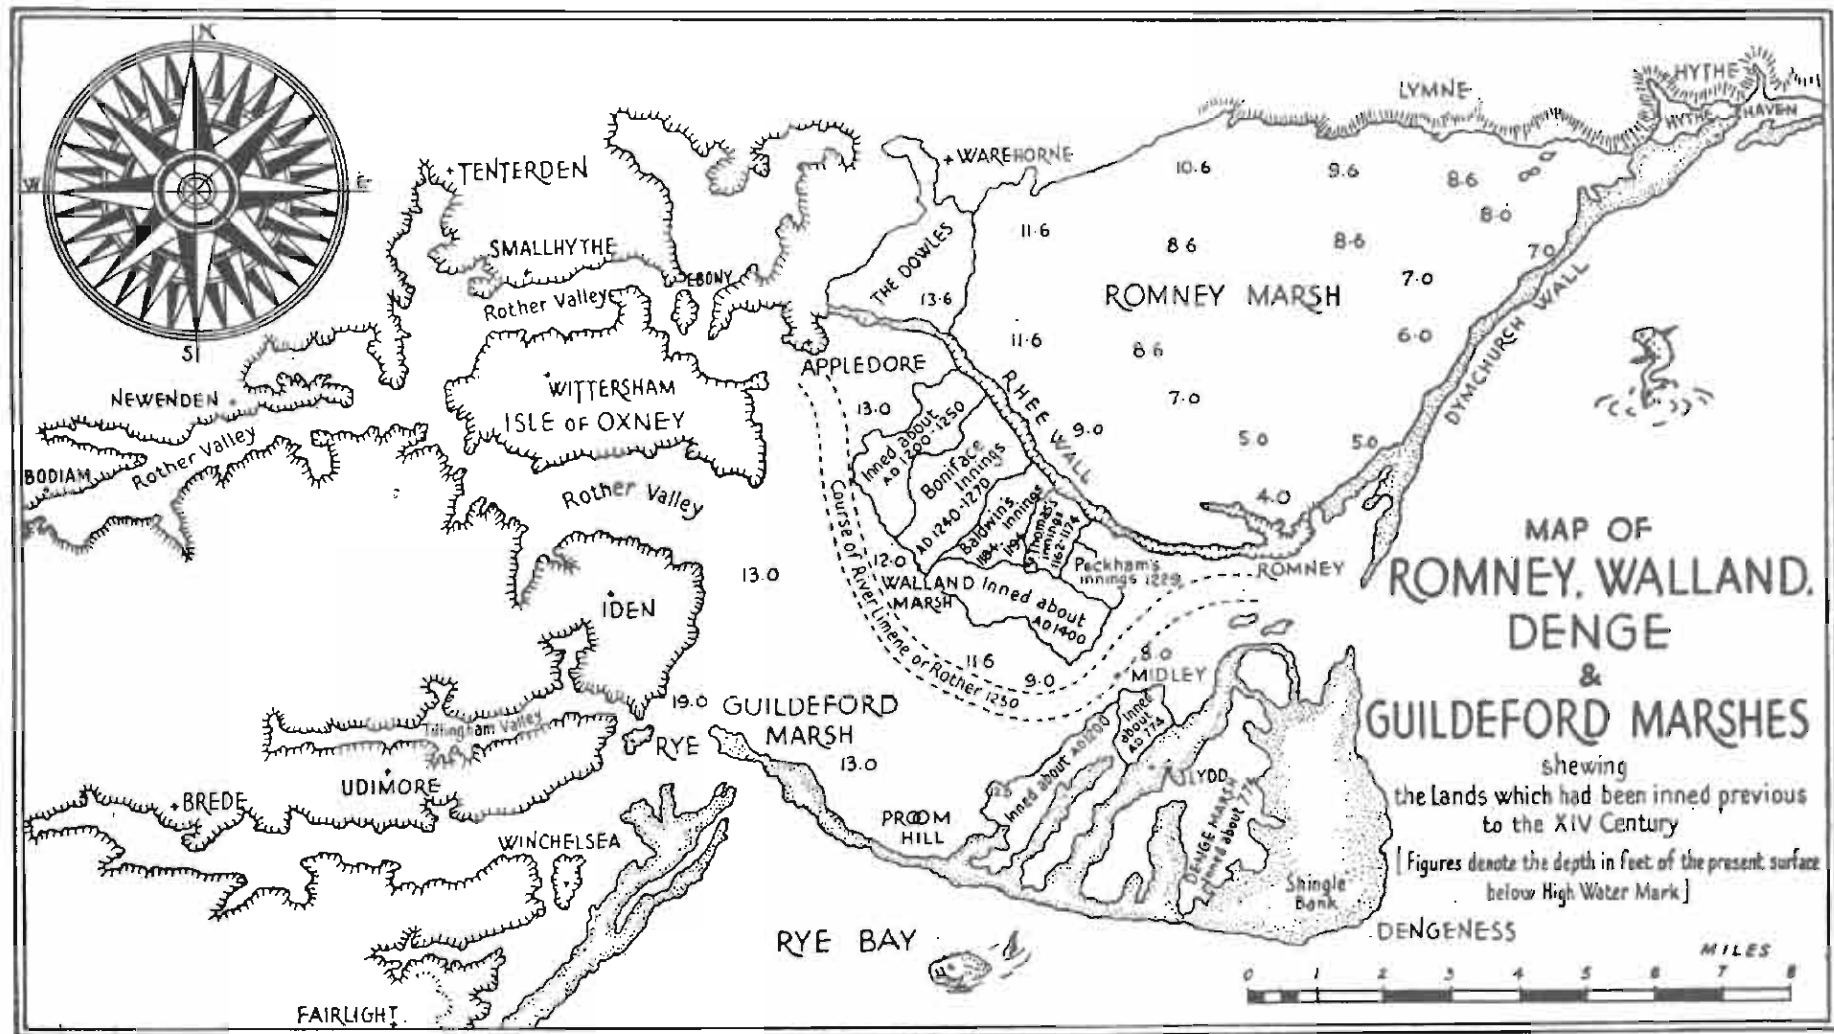 N
W
E
S
HYTHE
LYMNE
HYTHE HAVEN
WAREHORNE
TENTERDEN
10.6
9.6
8.6
8.0
SMALLHYTHE
THE DOWLES
11.6
8.6
8.6
7.0
EBONY
Rother Valley
13.6
ROMNEY MARSH
7.0
DYMCHURCH WALL
11.6
8.6
6.0
APPLEDORE
RHEE WALL
NEWENDEN
WITTERSHAM
ISLE OF OXNEY
13.0
7.0
9.0
5.0
5.0
Rother Valley
BODIAM
Inned about
AD 1200-1250
Boniface
Innings
AD 1240-1270
Rother Valley
Baldwin's
Innings
1184-
1194
St Thomas's
innings
1162-1174
4.0
Course of River Limene or Rother 1250
12.0
13.0
Peckham's
innings 1229
ROMNEY
WALLAND
MARSH
Inned about
AD 1400
IDEN
11.6
9.0
8.0
MIDLEY
MAP OF
ROMNEY, WALLAND,
DENGE
&
GUILDEFORD MARSHES
shewing
the Lands which had been inned previous
to the XIV Century
[Figures denote the depth in feet of the present surface
below High Water Mark]
19.0
GUILDEFORD
MARSH
13.0
Tillingham Valley
RYE
Inned
about
AD 774
LYDD
UDIMORE
BREDE
PROOM
HILL
DENGE MARSH
Inned about 774
WINCHELSEA
Shingle
Bank
DENGENESS
RYE BAY
MILES
0 1 2 3 4 5 6 7 8
FAIRLIGHT